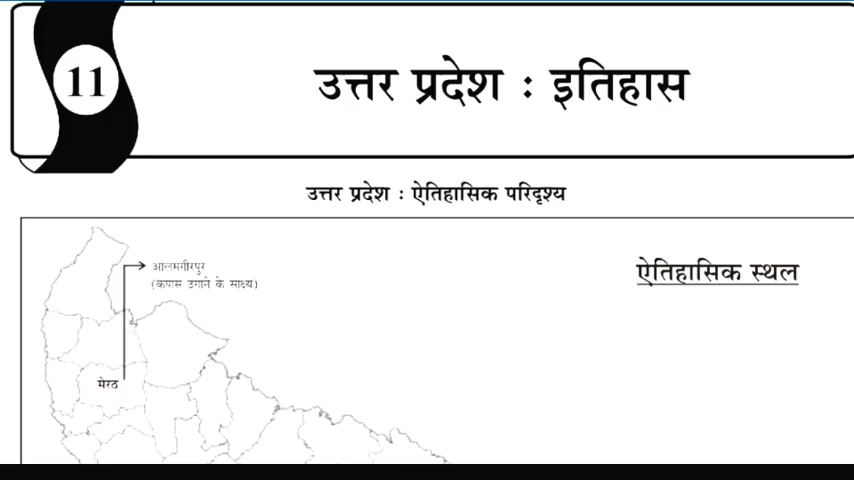 11
उत्तर प्रदेश : इतिहास
उत्तर प्रदेश : ऐतिहासिक परिदृश्य
ऐतिहासिक स्थल
आलमगीरपुर
(कपास उगाने के साक्ष्य)
मेरठ